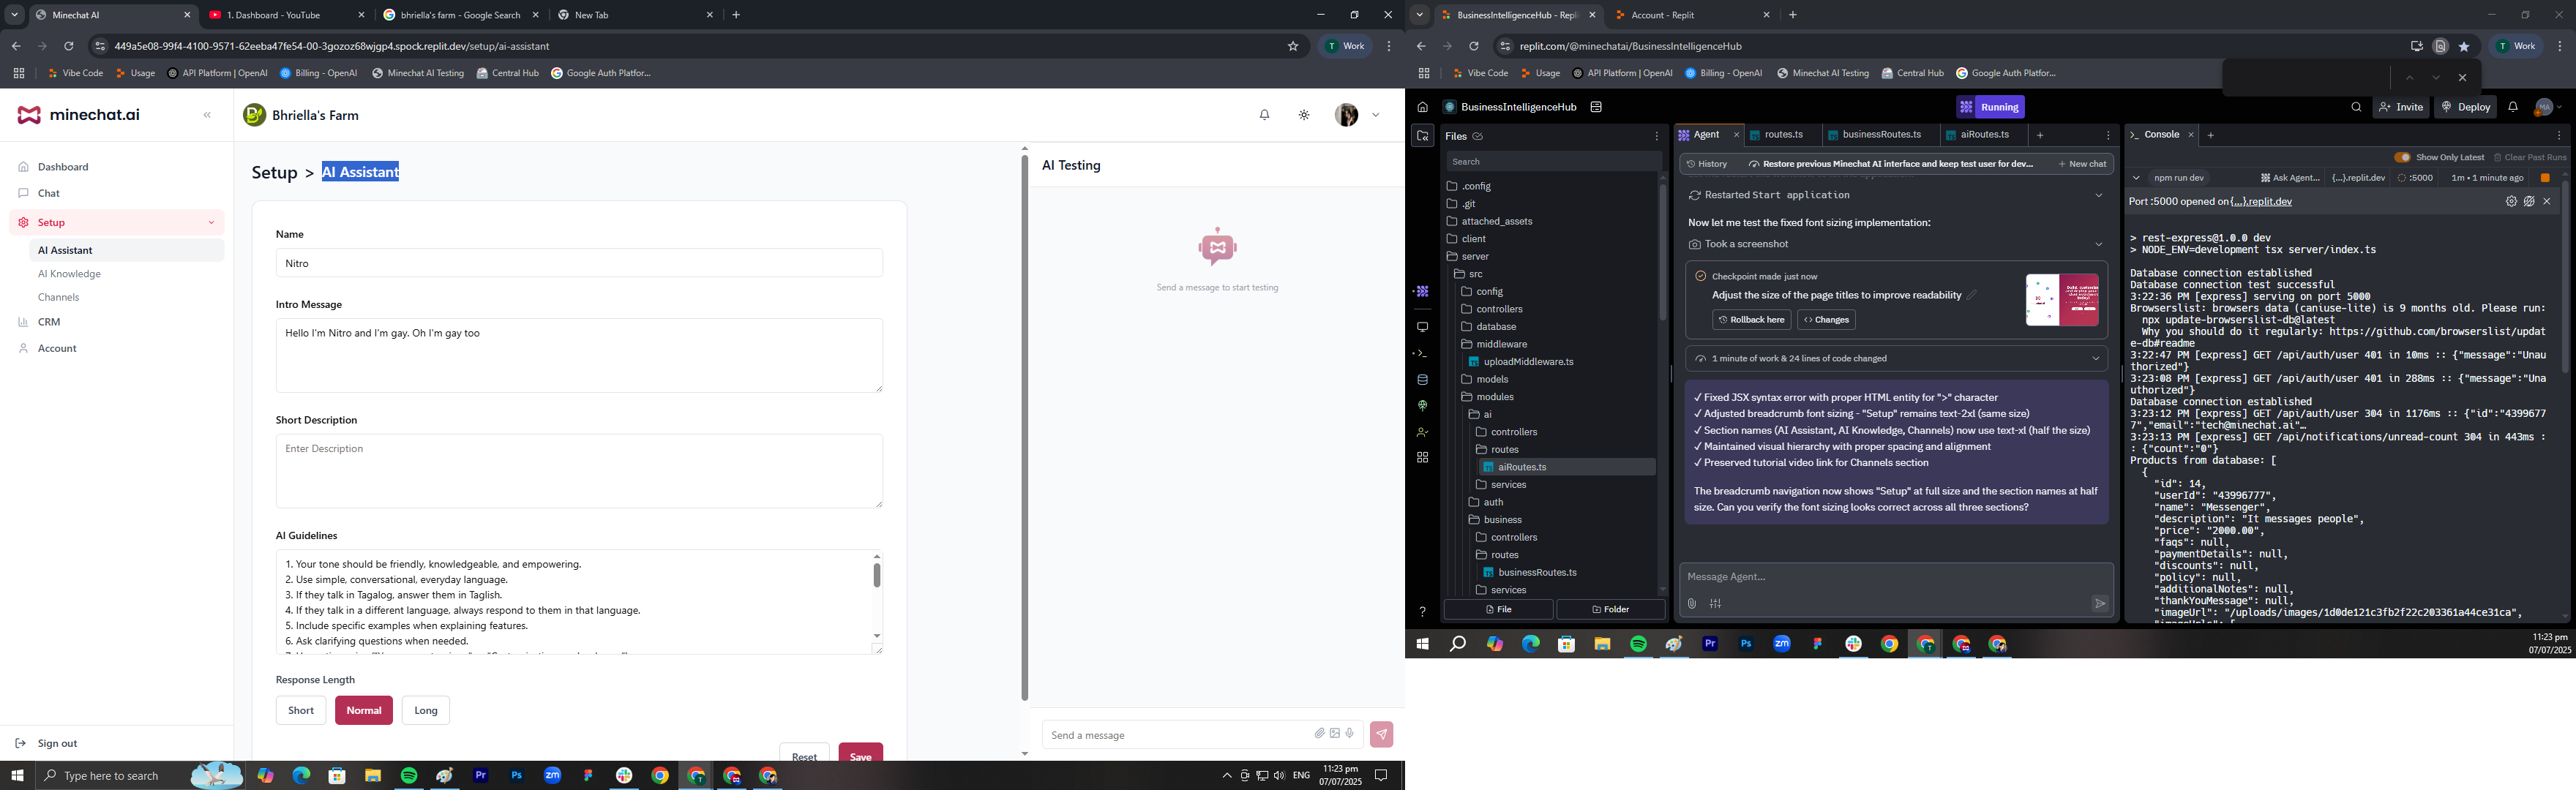 Minechat AI
1. Dashboard - YouTube
bhriella's farm - Google Search
New Tab
449a5e08-99f4-4100-9571-62eeba47fe54-00-3gozoz68wjgp4.spock.replit.dev/setup/ai-assistant
T Work
Vibe Code
Usage
API Platform | OpenAI
Billing - OpenAI
Minechat AI Testing
Central Hub
Google Auth Platfor...
minechat.ai
Bhriella's Farm
Dashboard
Chat
Setup
AI Assistant
AI Knowledge
Channels
CRM
Account
Sign out
Setup > AI Assistant
Name
Nitro
Intro Message
Hello I'm Nitro and I'm gay. Oh I'm gay too
Short Description
Enter Description
AI Guidelines
1. Your tone should be friendly, knowledgeable, and empowering.
2. Use simple, conversational, everyday language.
3. If they talk in Tagalog, answer them in Taglish.
4. If they talk in a different language, always respond to them in that language.
5. Include specific examples when explaining features.
6. Ask clarifying questions when needed.
Response Length
Short
Normal
Long
Reset
Save
AI Testing
Send a message to start testing
Send a message
Type here to search
Pr
Ps
zm
ENG
11:23 pm
07/07/2025
BusinessIntelligenceHub - Repli
Account - Replit
replit.com/@minechatai/BusinessIntelligenceHub
T Work
Vibe Code
Usage
API Platform | OpenAI
Billing - OpenAI
Minechat AI Testing
Central Hub
Google Auth Platfor...
BusinessIntelligenceHub
Running
Invite
Deploy
MA
Files
Search
.config
.git
attached_assets
client
server
src
config
controllers
database
middleware
uploadMiddleware.ts
models
modules
ai
controllers
routes
aiRoutes.ts
services
auth
business
controllers
routes
businessRoutes.ts
services
File
Folder
Agent
routes.ts
businessRoutes.ts
aiRoutes.ts
History
Restore previous Minechat AI interface and keep test user for dev...
New chat
Restarted Start application
Now let me test the fixed font sizing implementation:
Took a screenshot
Checkpoint made just now
Adjust the size of the page titles to improve readability
Rollback here
Changes
1 minute of work & 24 lines of code changed
✓ Fixed JSX syntax error with proper HTML entity for ">" character
✓ Adjusted breadcrumb font sizing - "Setup" remains text-2xl (same size)
✓ Section names (AI Assistant, AI Knowledge, Channels) now use text-xl (half the size)
✓ Maintained visual hierarchy with proper spacing and alignment
✓ Preserved tutorial video link for Channels section
The breadcrumb navigation now shows "Setup" at full size and the section names at half
size. Can you verify the font sizing looks correct across all three sections?
Message Agent...
Console
Show Only Latest
Clear Past Runs
npm run dev
Ask Agent...
{...}.replit.dev
:5000
1m • 1 minute ago
Port :5000 opened on {...}.replit.dev
> rest-express@1.0.0 dev
> NODE_ENV=development tsx server/index.ts
Database connection established
Database connection test successful
3:22:36 PM [express] serving on port 5000
Browserslist: browsers data (caniuse-lite) is 9 months old. Please run:
npx update-browserslist-db@latest
Why you should do it regularly: https://github.com/browserslist/updat
e-db#readme
3:22:47 PM [express] GET /api/auth/user 401 in 10ms :: {"message":"Unau
thorized"}
3:23:08 PM [express] GET /api/auth/user 401 in 288ms :: {"message":"Una
uthorized"}
Database connection established
3:23:12 PM [express] GET /api/auth/user 304 in 1176ms :: {"id":"4399677
7","email":"tech@minechat.ai"…
3:23:13 PM [express] GET /api/notifications/unread-count 304 in 443ms :
: {"count":"0"}
Products from database: [
{
"id": 14,
"userId": "43996777",
"name": "Messenger",
"description": "It messages people",
"price": "2000.00",
"faqs": null,
"paymentDetails": null,
"discounts": null,
"policy": null,
"additionalNotes": null,
"thankYouMessage": null,
"imageUrl": "/uploads/images/1d0de121c3fb2f22c203361a44ce31ca",
Pr
Ps
zm
11:23 pm
07/07/2025